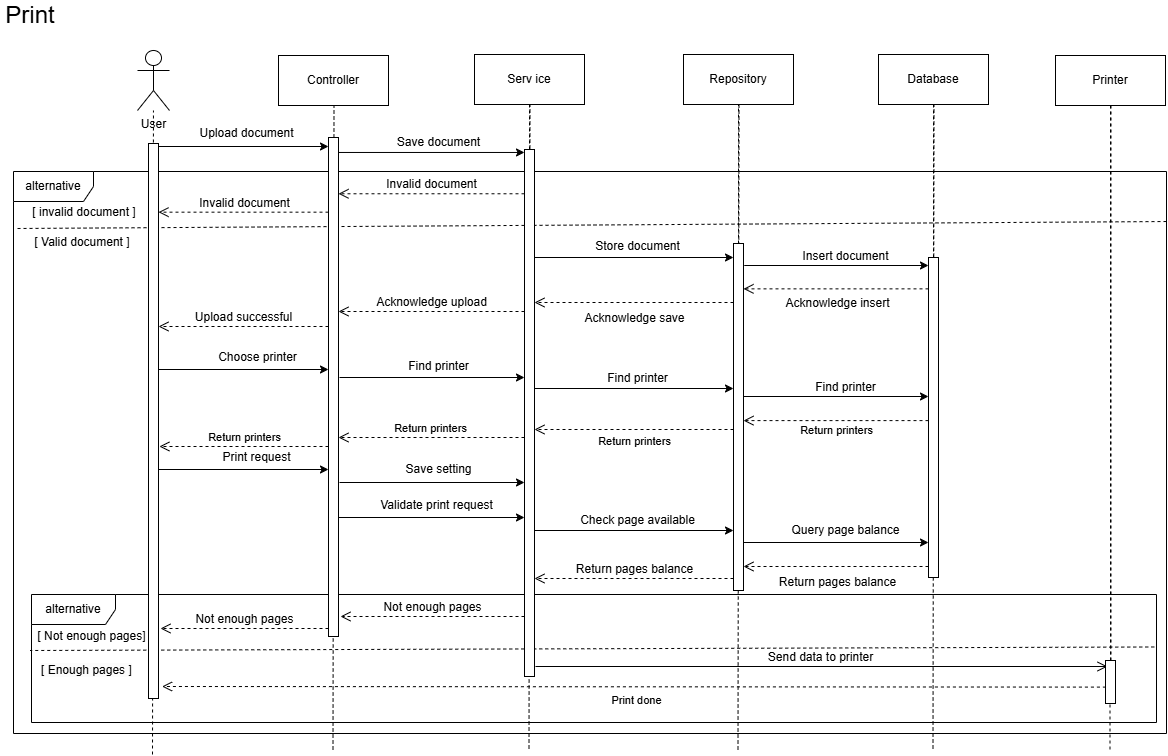 Print
User
Controller
Serv ice
Repository
Database
Printer
Upload document
Save document
alternative
Invalid document
[ invalid document ]
Invalid document
[ Valid document ]
Store document
Insert document
Acknowledge insert
Acknowledge upload
Acknowledge save
Upload successful
Choose printer
Find printer
Find printer
Find printer
Return printers
Return printers
Return printers
Return printers
Print request
Save setting
Validate print request
Check page available
Query page balance
Return pages balance
Return pages balance
alternative
Not enough pages
Not enough pages
[ Not enough pages]
Send data to printer
[ Enough pages ]
Print done